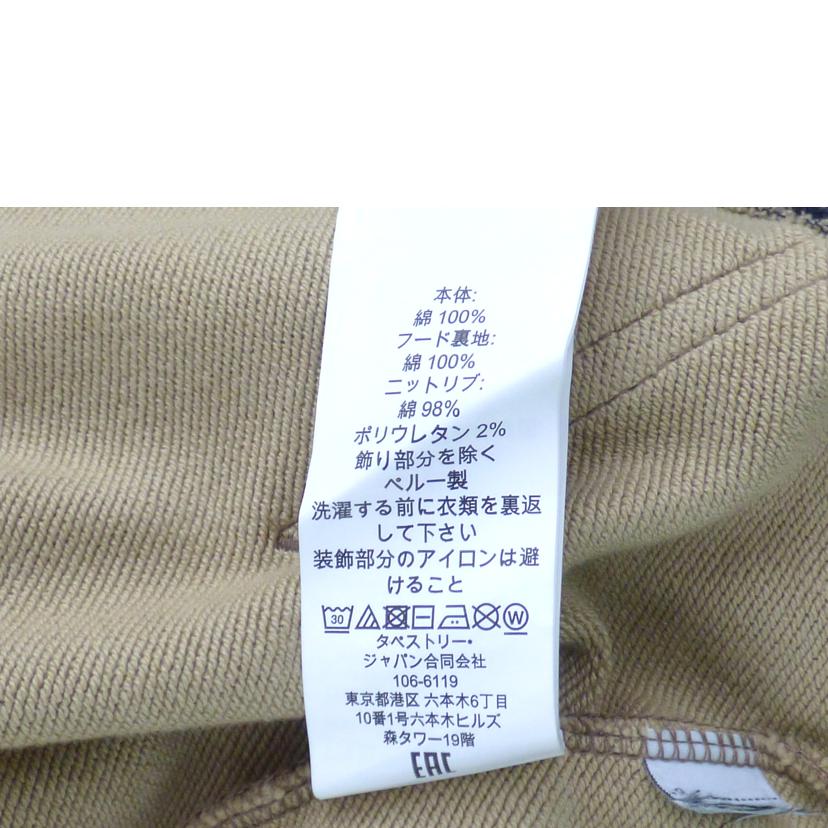 本体:
綿 100%
フード裏地:
綿 100%
ニットリブ:
綿 98%
ポリウレタン 2%
飾り部分を除く
ペルー製
洗濯する前に衣類を裏返
して下さい
装飾部分のアイロンは避
けること
30 W
タペストリー・
ジャパン合同会社
106-6119
東京都港区 六本木6丁目
10番1号六本木ヒルズ
森タワー19階
EAC